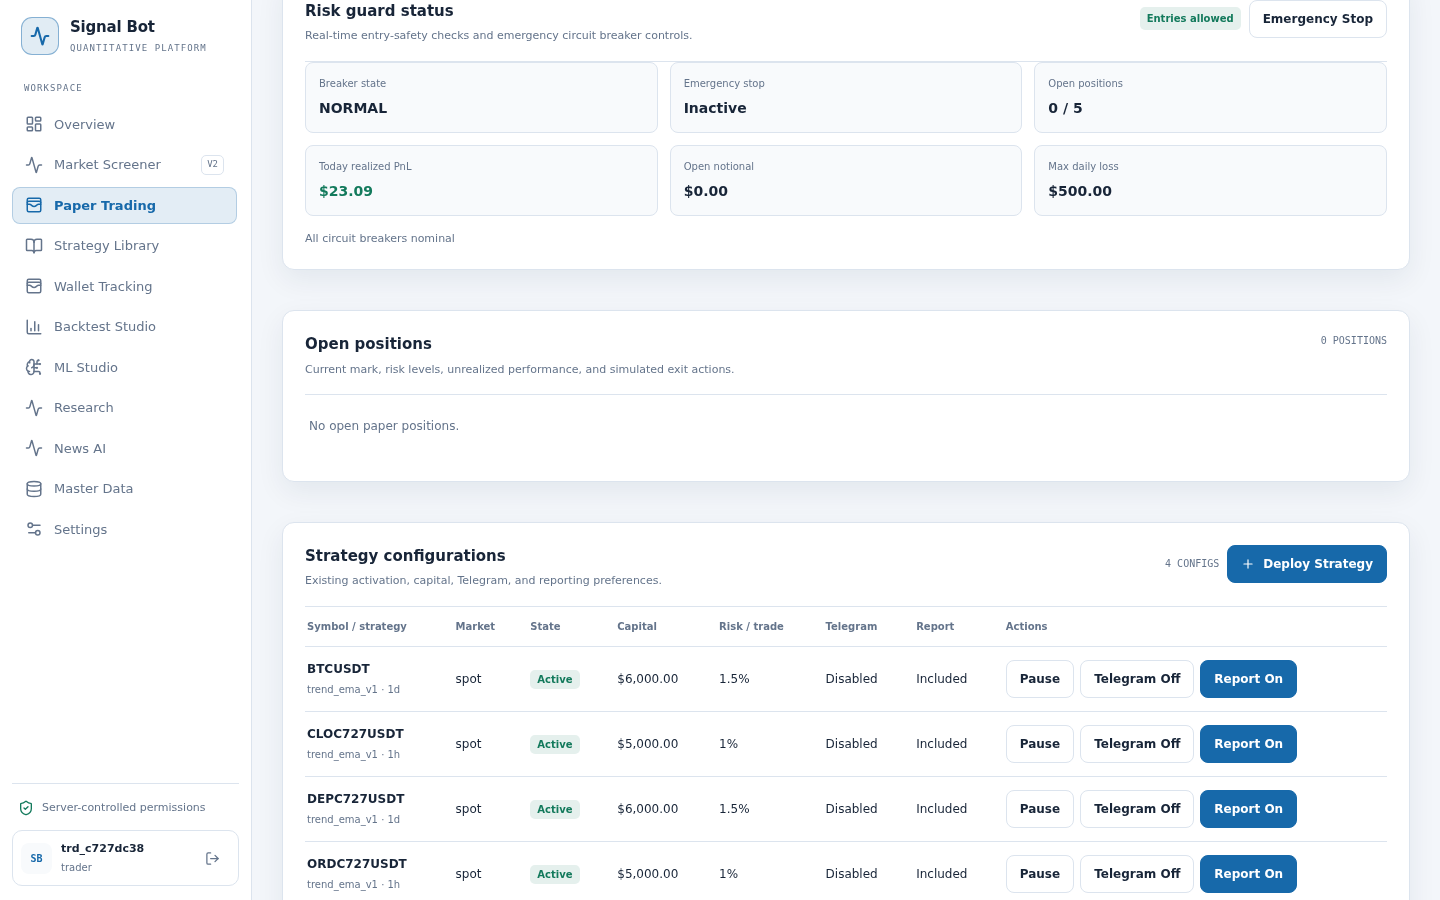 Signal Bot
QUANTITATIVE PLATFORM
WORKSPACE
Overview
Market Screener V2
Paper Trading
Strategy Library
Wallet Tracking
Backtest Studio
ML Studio
Research
News AI
Master Data
Settings
Server-controlled permissions
SB trd_c727dc38
trader
Risk guard status
Real-time entry-safety checks and emergency circuit breaker controls.
Entries allowed Emergency Stop
Breaker state
NORMAL
Emergency stop
Inactive
Open positions
0 / 5
Today realized PnL
$23.09
Open notional
$0.00
Max daily loss
$500.00
All circuit breakers nominal
Open positions
0 POSITIONS
Current mark, risk levels, unrealized performance, and simulated exit actions.
No open paper positions.
Strategy configurations
Existing activation, capital, Telegram, and reporting preferences.
4 CONFIGS Deploy Strategy
Symbol / strategy Market State Capital Risk / trade Telegram Report Actions
BTCUSDT
trend_ema_v1 · 1d
spot Active $6,000.00 1.5% Disabled Included Pause Telegram Off Report On
CLOC727USDT
trend_ema_v1 · 1h
spot Active $5,000.00 1% Disabled Included Pause Telegram Off Report On
DEPC727USDT
trend_ema_v1 · 1d
spot Active $6,000.00 1.5% Disabled Included Pause Telegram Off Report On
ORDC727USDT
trend_ema_v1 · 1h
spot Active $5,000.00 1% Disabled Included Pause Telegram Off Report On